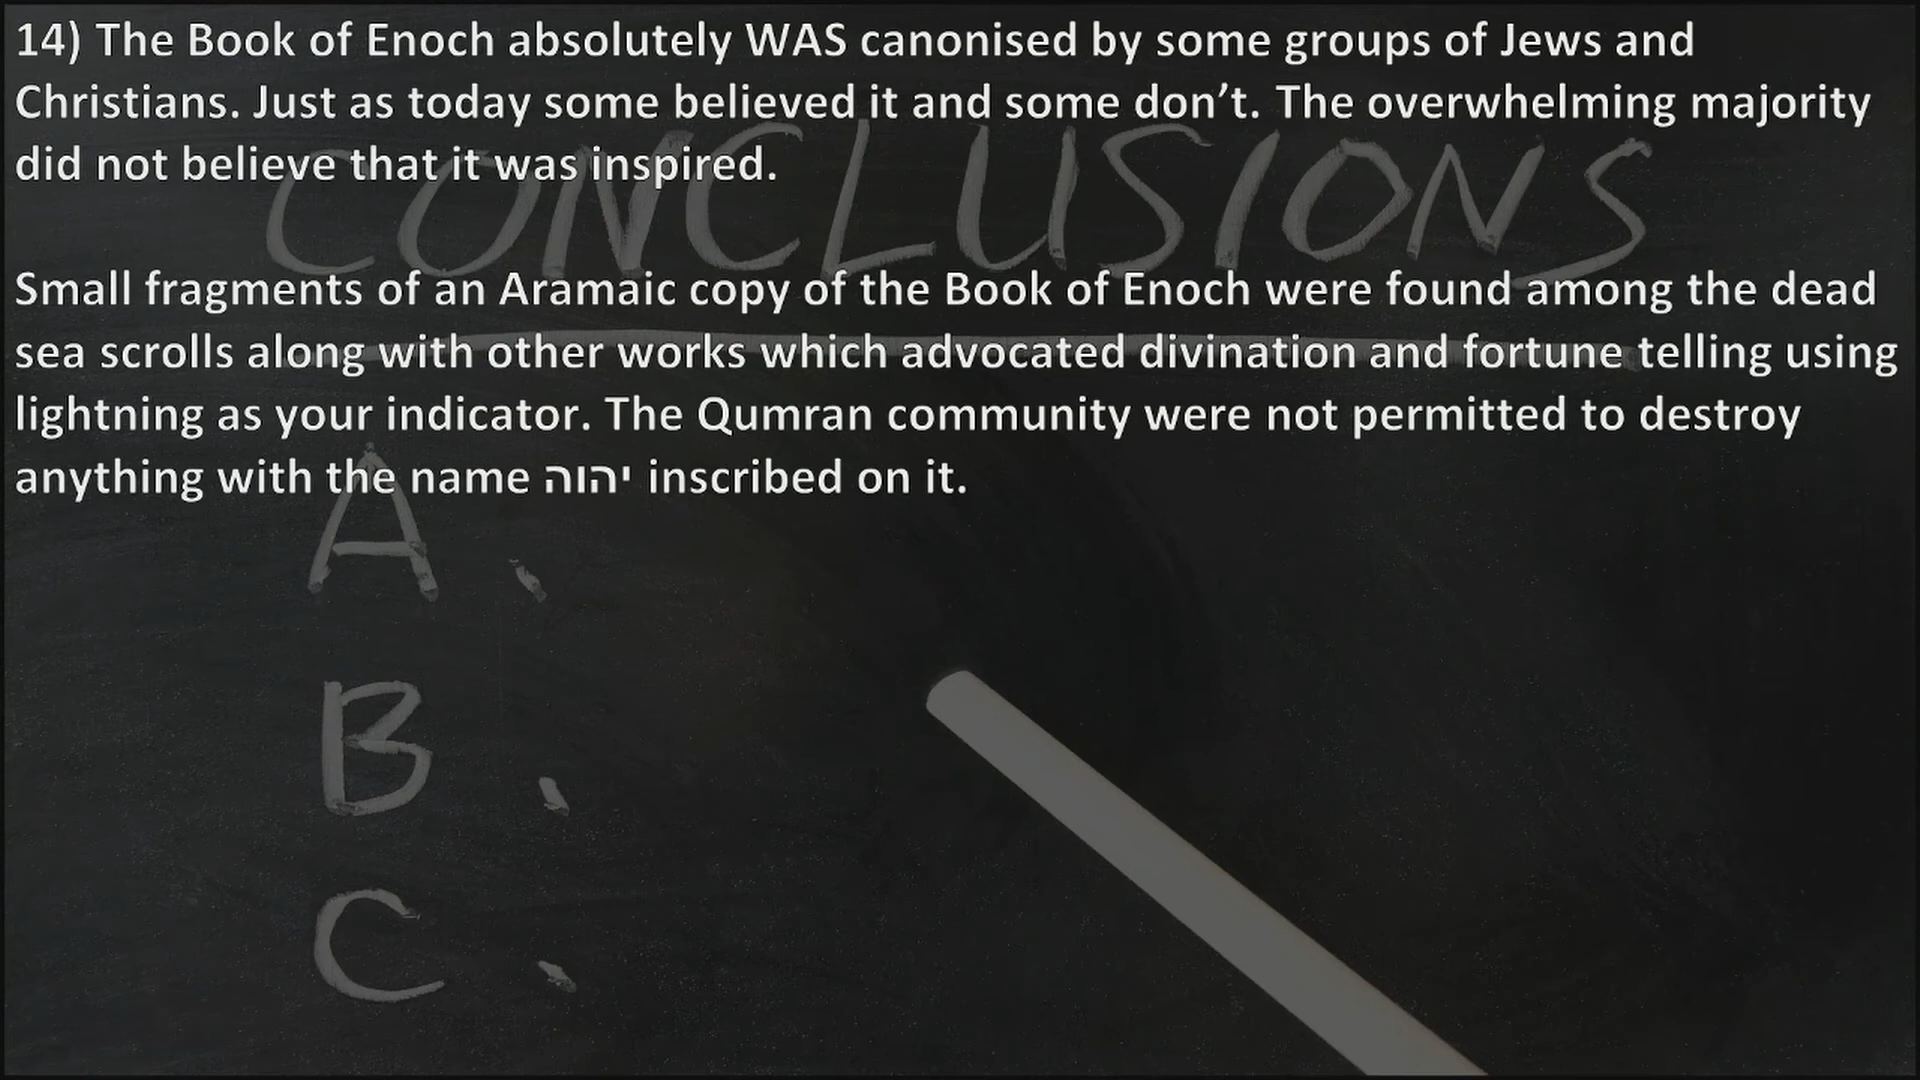 14) The Book of Enoch absolutely WAS canonised by some groups of Jews and
Christians. Just as today some believed it and some don’t. The overwhelming majority
did not believe that it was inspired.
CONCLUSIONS
Small fragments of an Aramaic copy of the Book of Enoch were found among the dead
sea scrolls along with other works which advocated divination and fortune telling using
lightning as your indicator. The Qumran community were not permitted to destroy
anything with the name יהוה inscribed on it.
A.
B.
C.